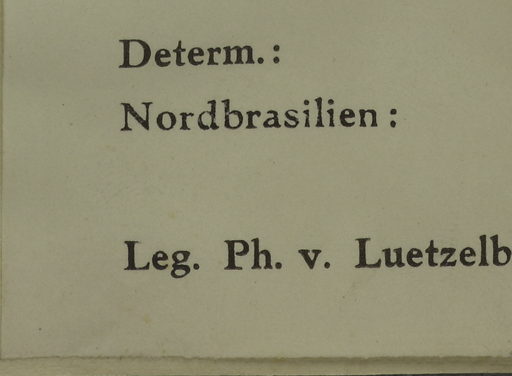 Determ.:
Nordbrasilien:
Leg. Ph. v. Luetzelb